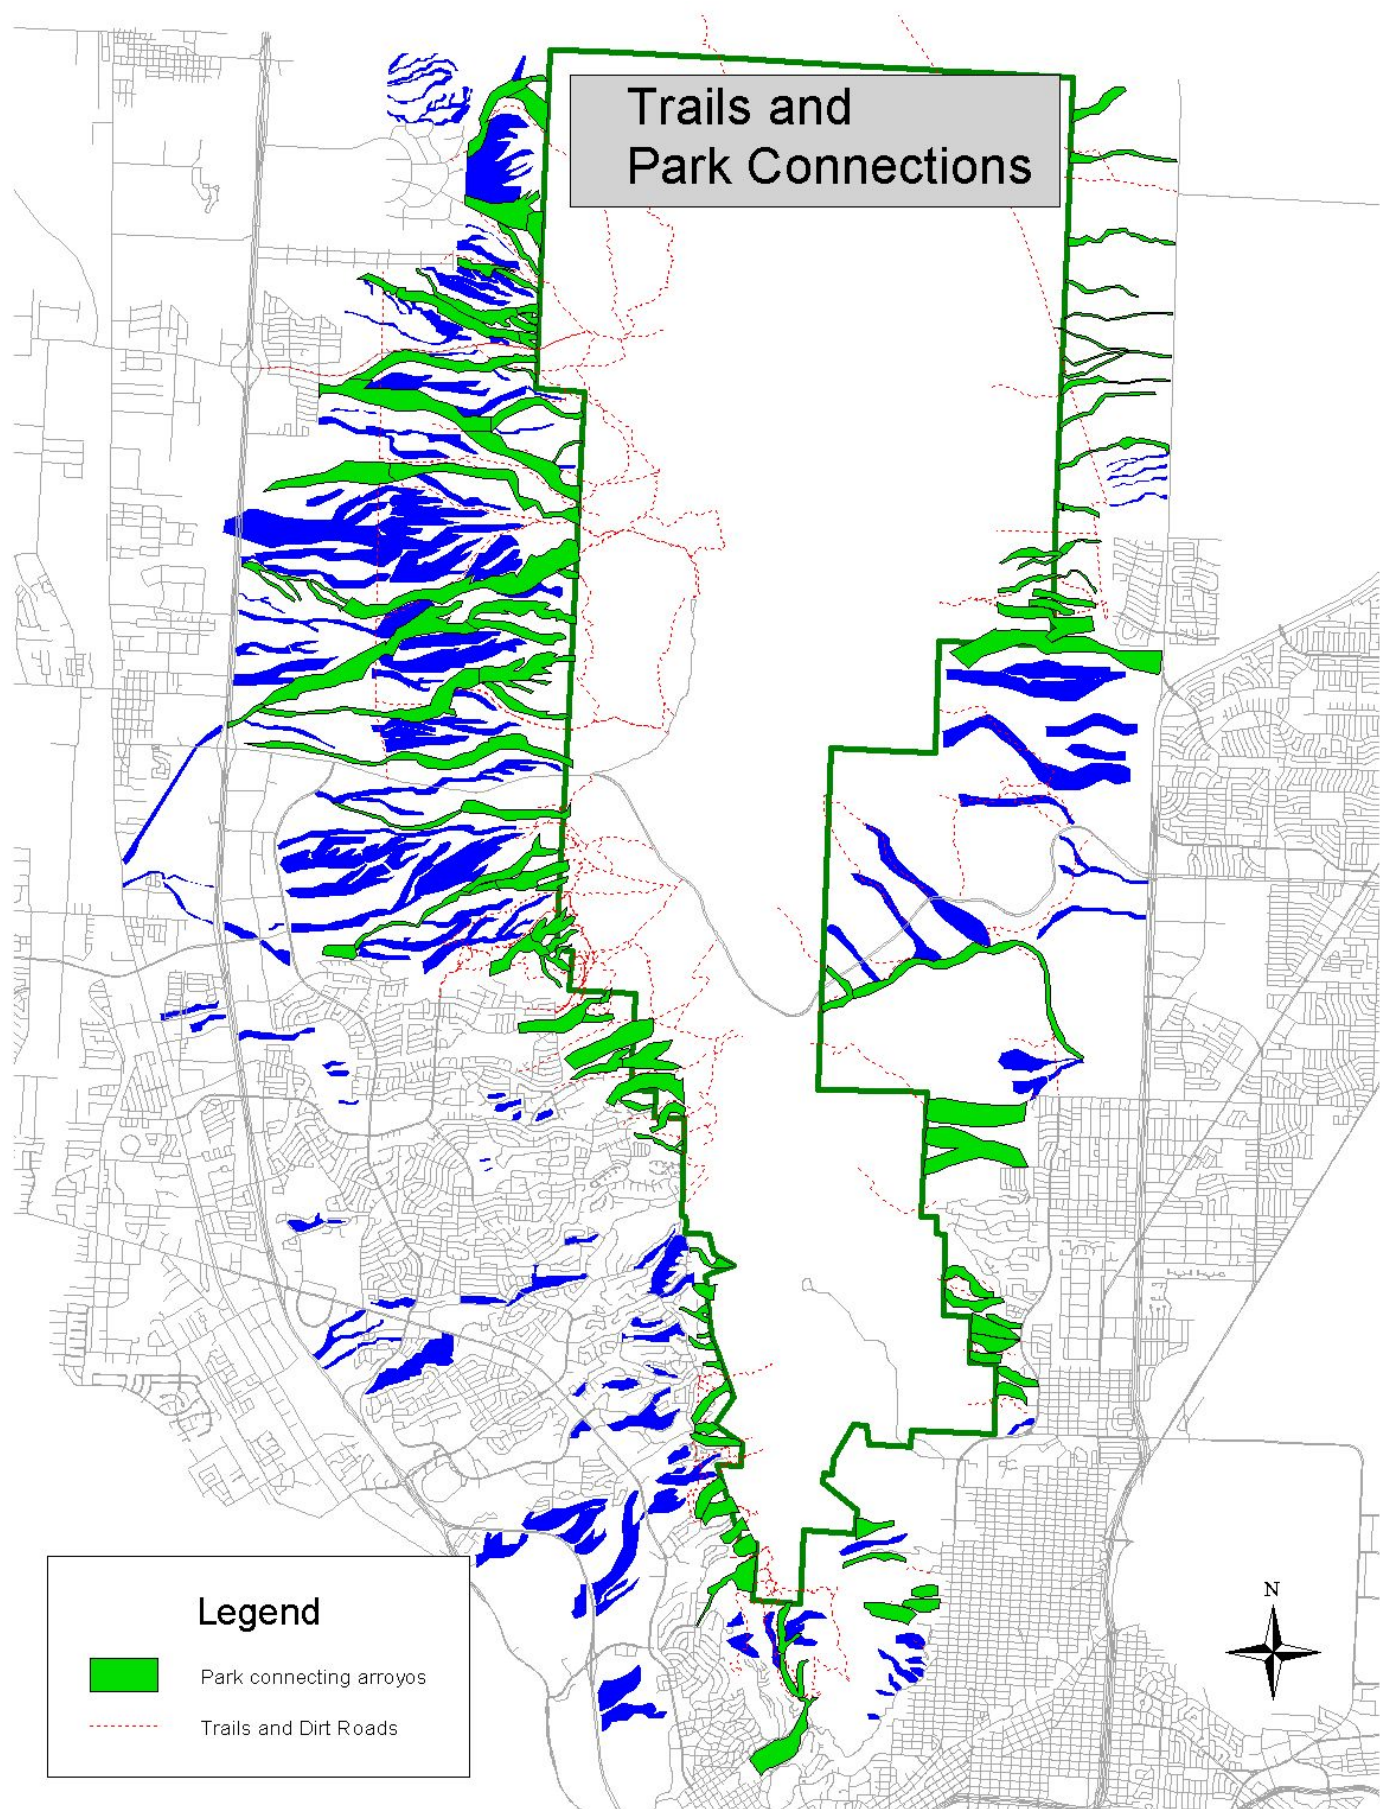 Trails and
Park Connections
N
Legend
Park connecting arroyos
Trails and Dirt Roads